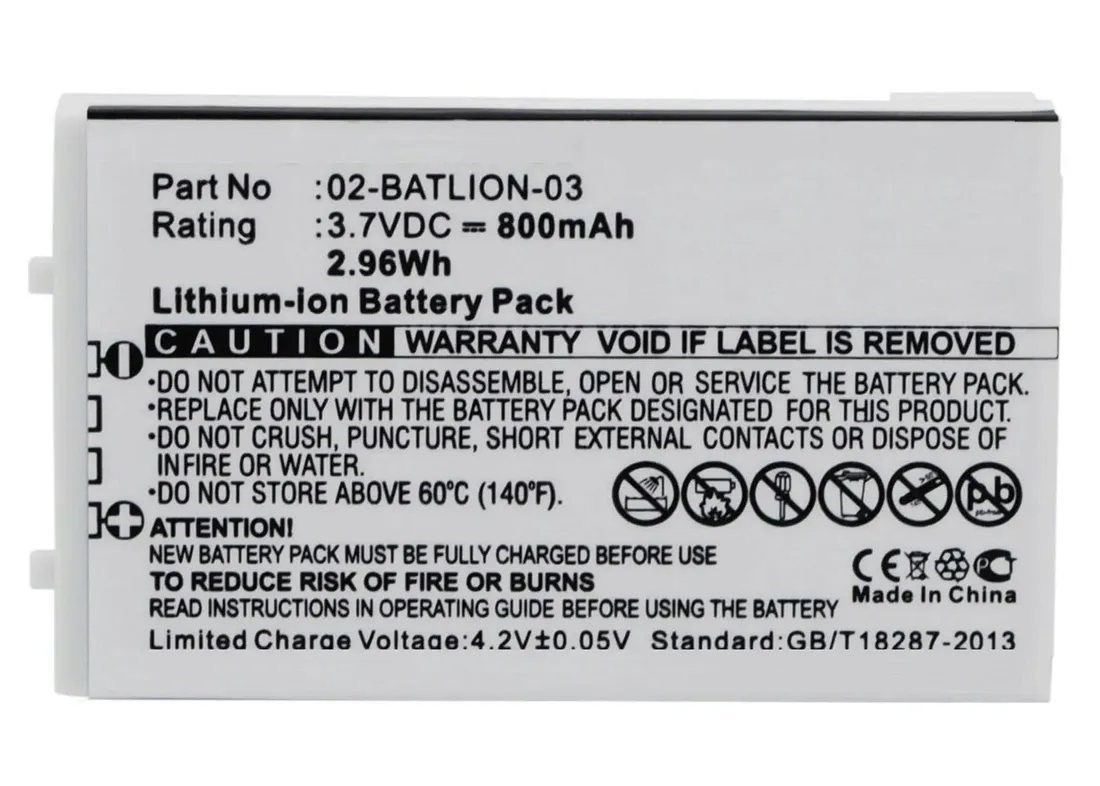 Part No :02-BATLION-03
Rating :3.7VDC ⎓ 800mAh
2.96Wh
Lithium-ion Battery Pack
CAUTION WARRANTY VOID IF LABEL IS REMOVED
•DO NOT ATTEMPT TO DISASSEMBLE, OPEN OR SERVICE THE BATTERY PACK.
•REPLACE ONLY WITH THE BATTERY PACK DESIGNATED FOR THIS PRODUCT.
•DO NOT CRUSH, PUNCTURE, SHORT EXTERNAL CONTACTS OR DISPOSE OF
INFIRE OR WATER.
•DO NOT STORE ABOVE 60°C (140°F).
Pb
ATTENTION!
NEW BATTERY PACK MUST BE FULLY CHARGED BEFORE USE
TO REDUCE RISK OF FIRE OR BURNS
READ INSTRUCTIONS IN OPERATING GUIDE BEFORE USING THE BATTERY
CE
Made In China
Limited Charge Voltage:4.2V±0.05V Standard:GB/T18287-2013